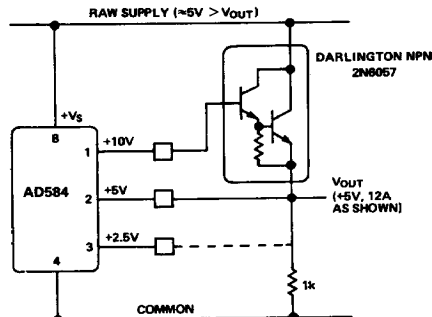 RAW SUPPLY (≈5V > VOUT)
DARLINGTON NPN
2N6057
+VS
8
+10V
1
AD584
+5V
2
VOUT
(+5V, 12A
AS SHOWN)
+2.5V
3
4
1k
COMMON